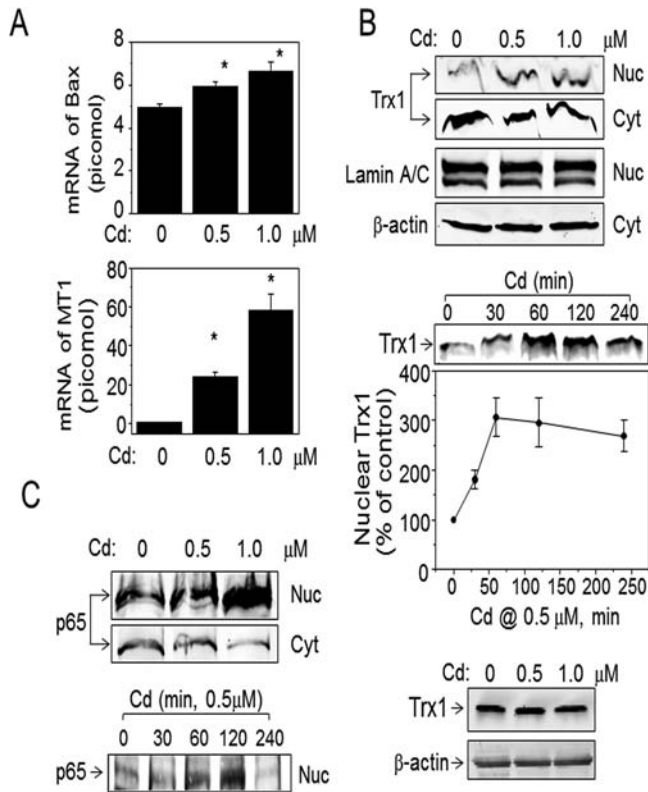 A
mRNA of Bax
(picomol)
8
6
4
2
0
*
*
Cd: 0 0.5 1.0 μM
mRNA of MT1
(picomol)
80
60
40
20
0
*
*
Cd: 0 0.5 1.0 μM
B
Cd: 0 0.5 1.0 μM
Trx1
Nuc
Cyt
Lamin A/C Nuc
β-actin Cyt
Cd (min)
0 30 60 120 240
Trx1
Nuclear Trx1
(% of control)
400
300
200
100
0 50 100 150 200 250
Cd @ 0.5 μM, min
Cd: 0 0.5 1.0 μM
Trx1
β-actin
C
Cd: 0 0.5 1.0 μM
p65
Nuc
Cyt
Cd (min, 0.5μM)
0 30 60 120 240
p65 Nuc